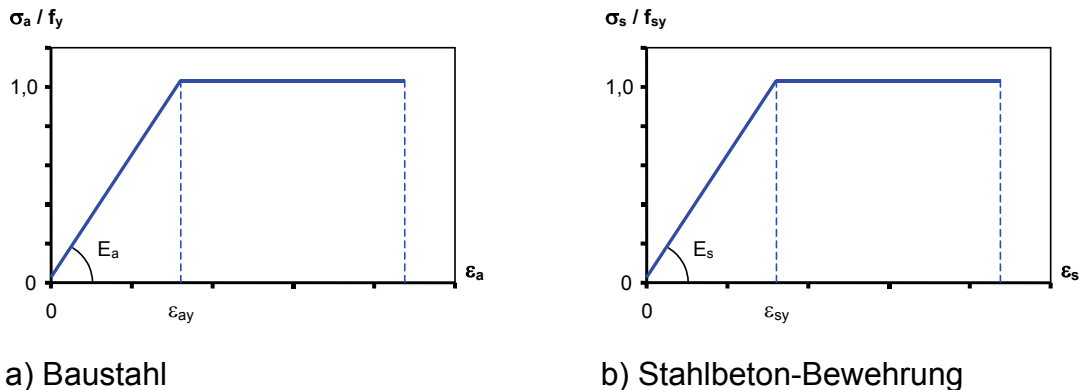 σa / fy
1,0
Ea
0
εa
0
εay
a) Baustahl
σs / fsy
1,0
Es
0
εs
0
εsy
b) Stahlbeton-Bewehrung